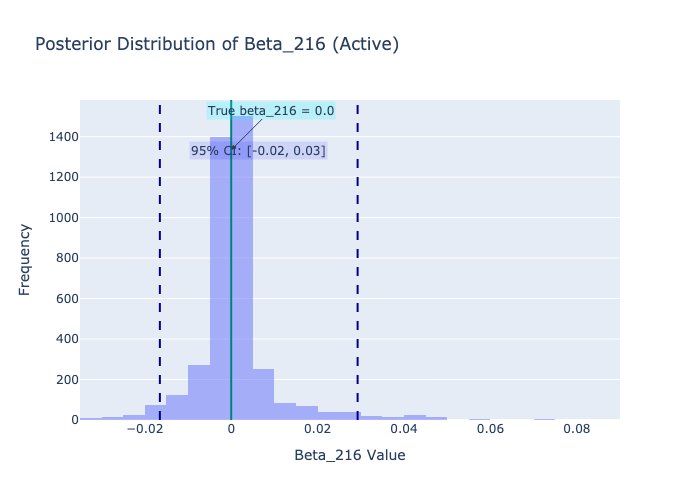 Posterior Distribution of Beta_216 (Active)
True beta_216 = 0.0
95% CI: [-0.02, 0.03]
1400
1200
1000
800
600
400
200
0
Frequency
−0.02
0
0.02
0.04
0.06
0.08
Beta_216 Value